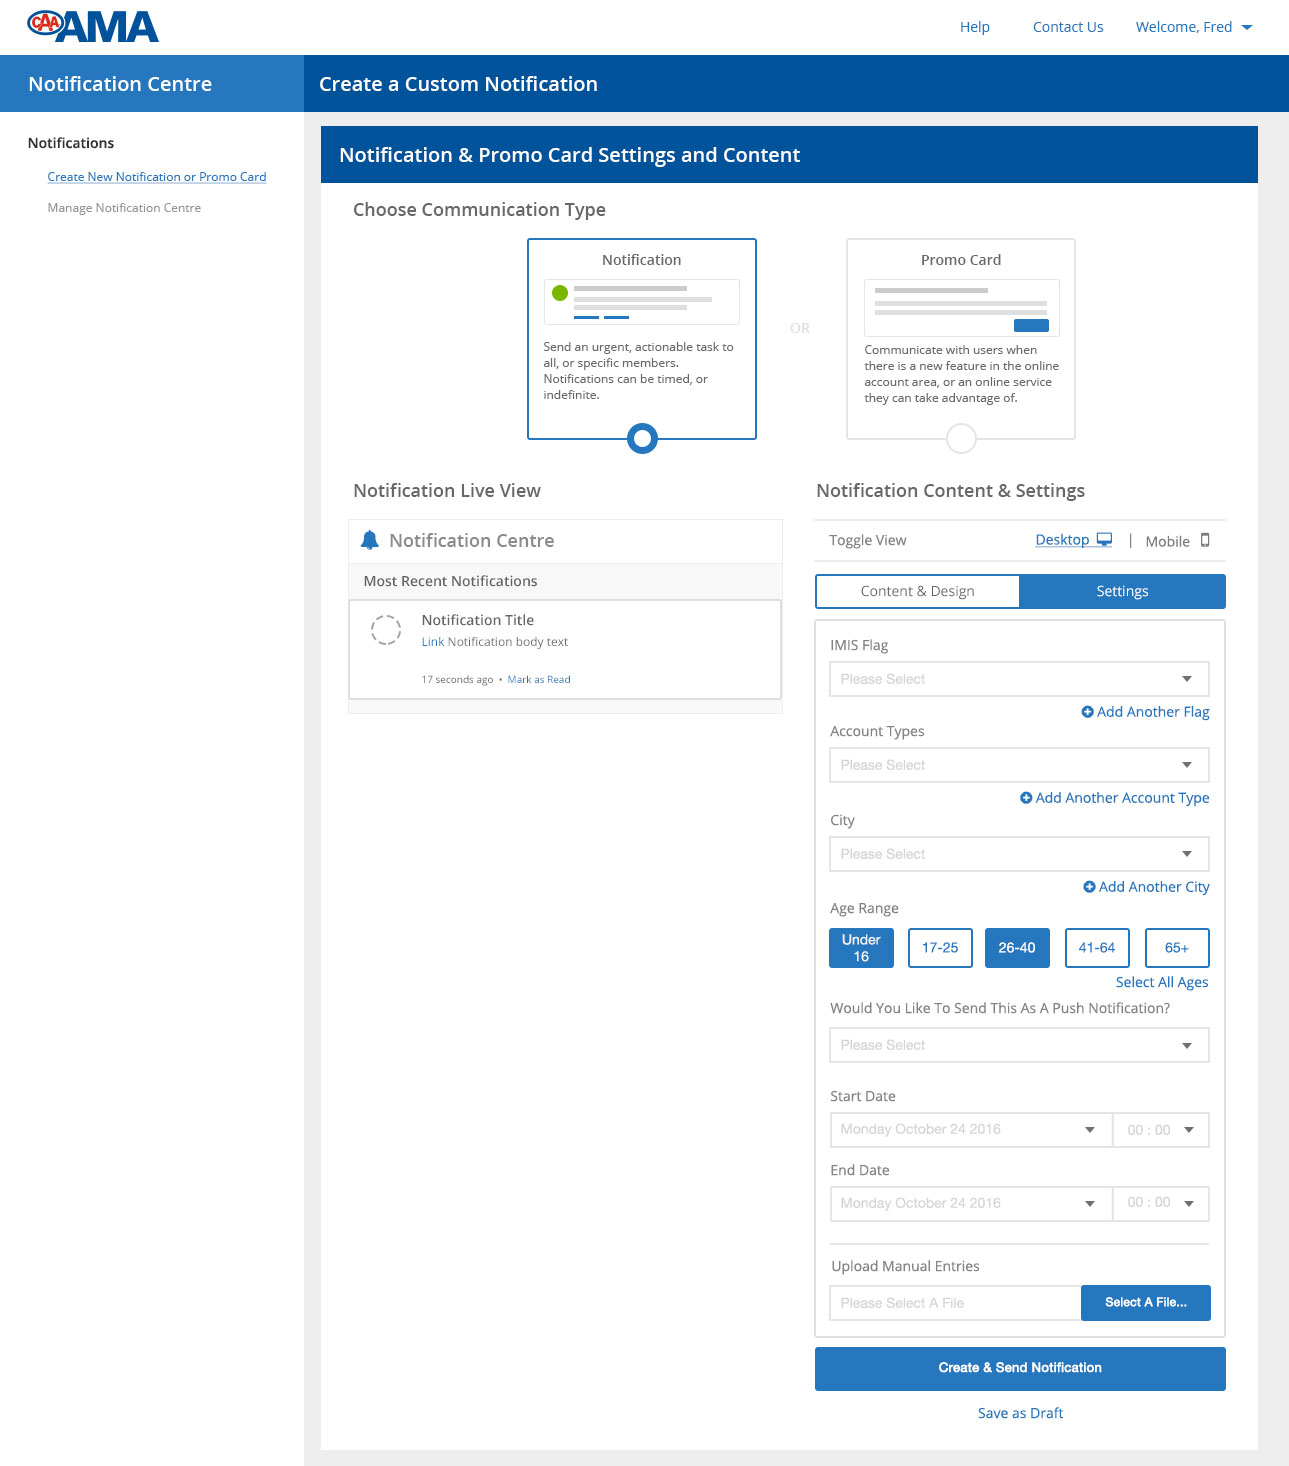 CAA AMA
Help Contact Us Welcome, Fred
Notification Centre
Create a Custom Notification
Notifications
Create New Notification or Promo Card
Manage Notification Centre
Notification & Promo Card Settings and Content
Choose Communication Type
Notification
Send an urgent, actionable task to
all, or specific members.
Notifications can be timed, or
indefinite.
OR
Promo Card
Communicate with users when
there is a new feature in the online
account area, or an online service
they can take advantage of.
Notification Live View
Notification Centre
Most Recent Notifications
Notification Title
Link Notification body text
17 seconds ago • Mark as Read
Notification Content & Settings
Toggle View Desktop | Mobile
Content & Design Settings
IMIS Flag
Please Select
Add Another Flag
Account Types
Please Select
Add Another Account Type
City
Please Select
Add Another City
Age Range
Under
16
17-25 26-40 41-64 65+
Select All Ages
Would You Like To Send This As A Push Notification?
Please Select
Start Date
Monday October 24 2016 00 : 00
End Date
Monday October 24 2016 00 : 00
Upload Manual Entries
Please Select A File Select A File...
Create & Send Notification
Save as Draft